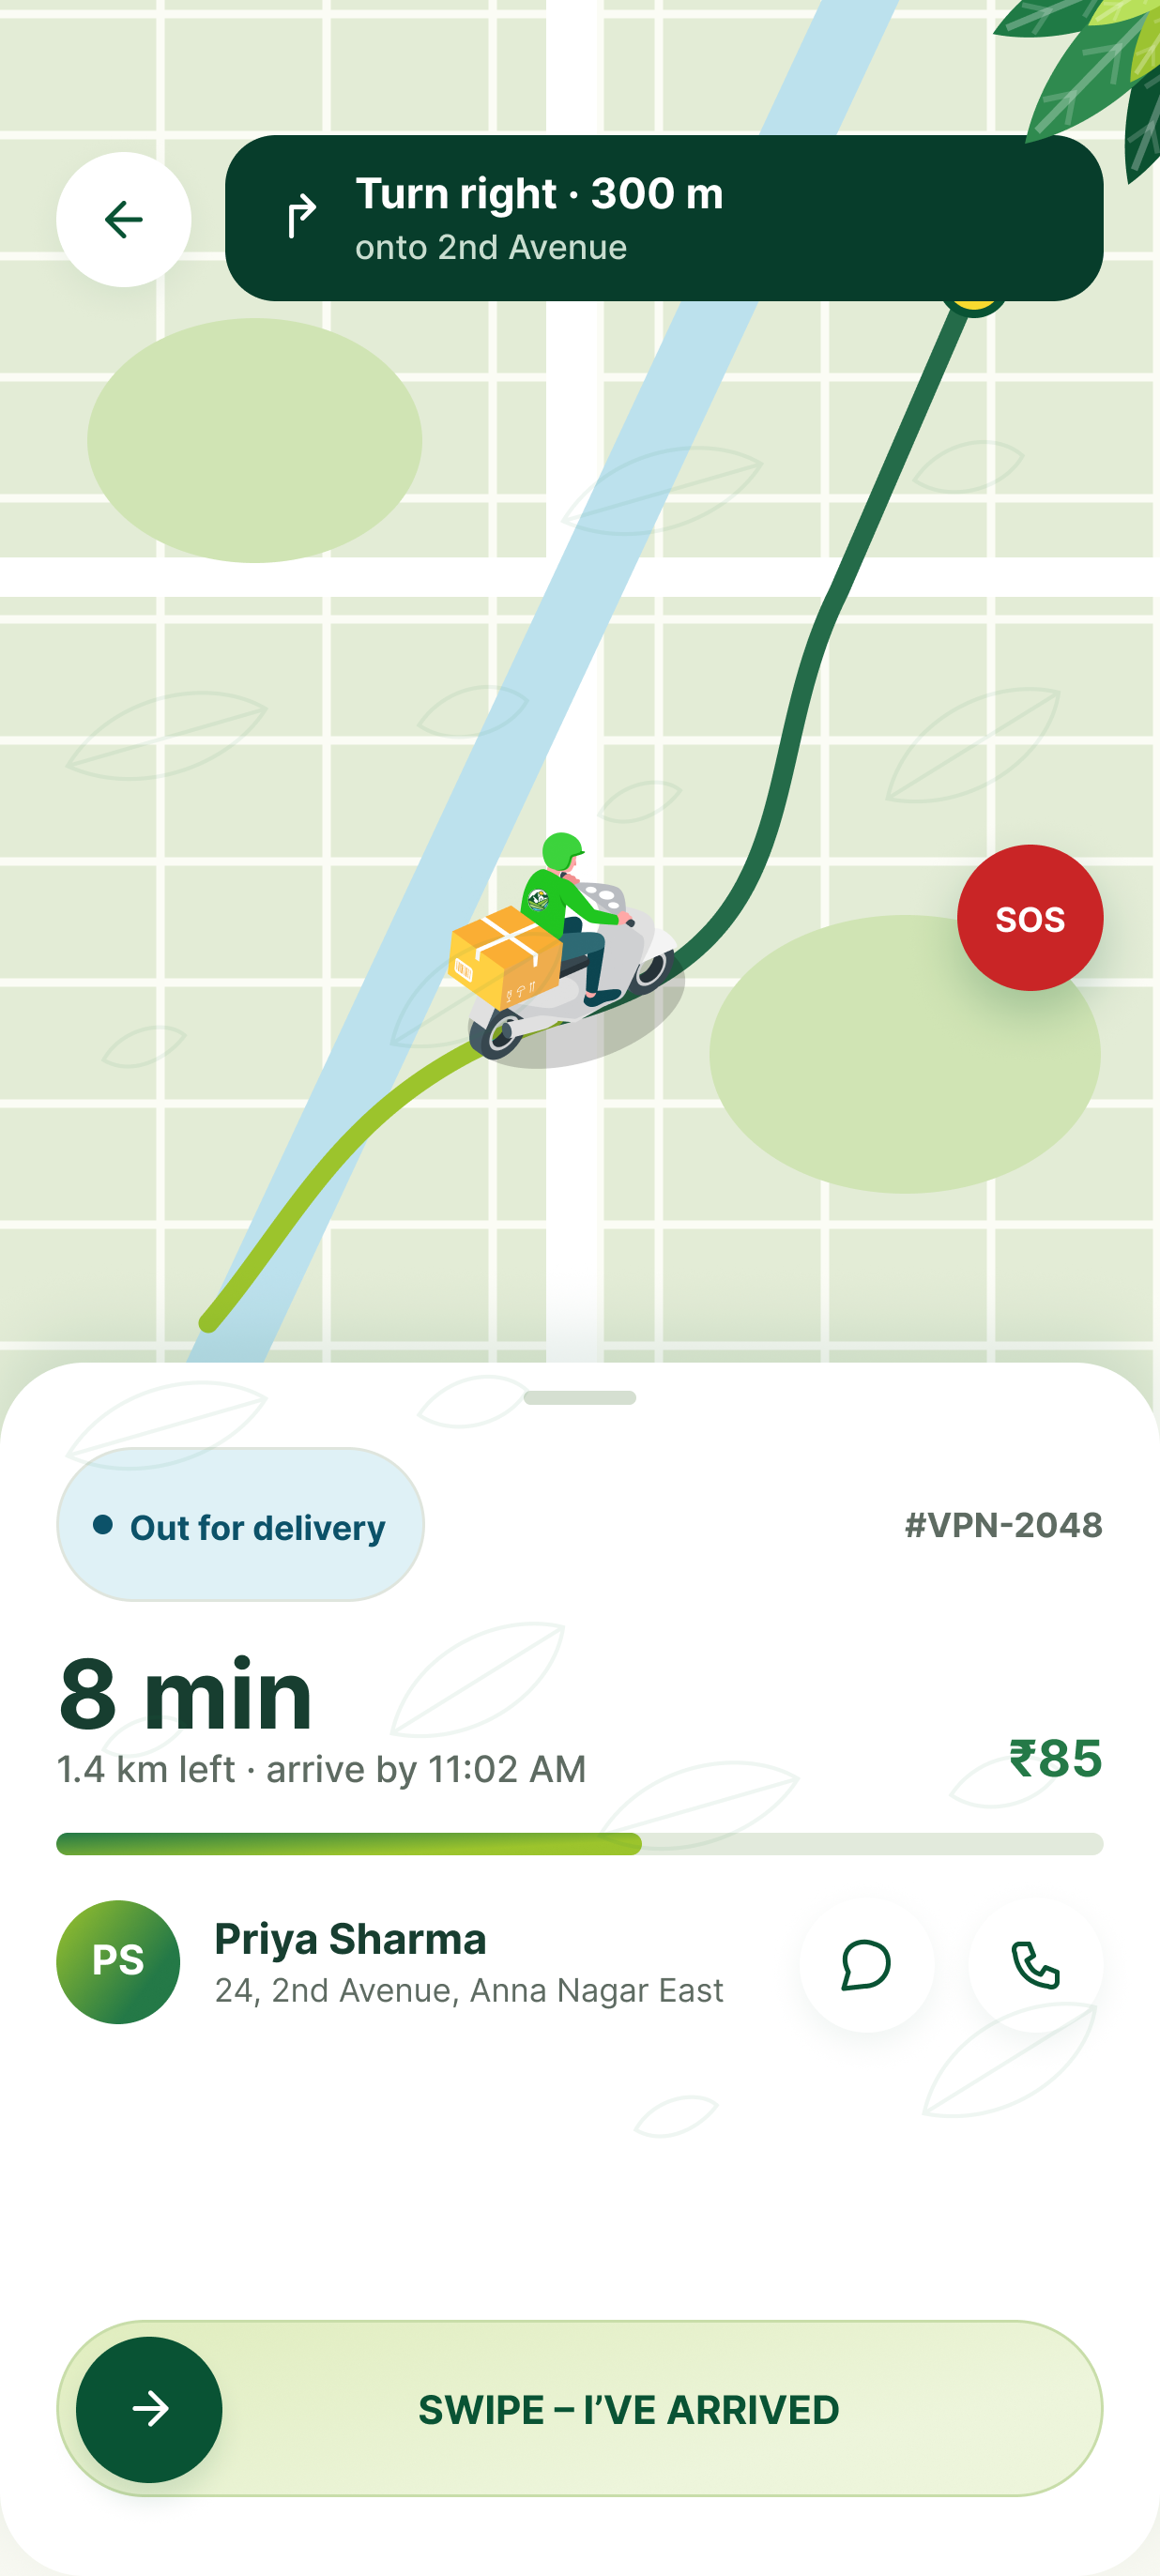 Turn right · 300 m
onto 2nd Avenue
SOS
Out for delivery
#VPN-2048
8 min
1.4 km left · arrive by 11:02 AM
₹85
PS
Priya Sharma
24, 2nd Avenue, Anna Nagar East
SWIPE – I’VE ARRIVED